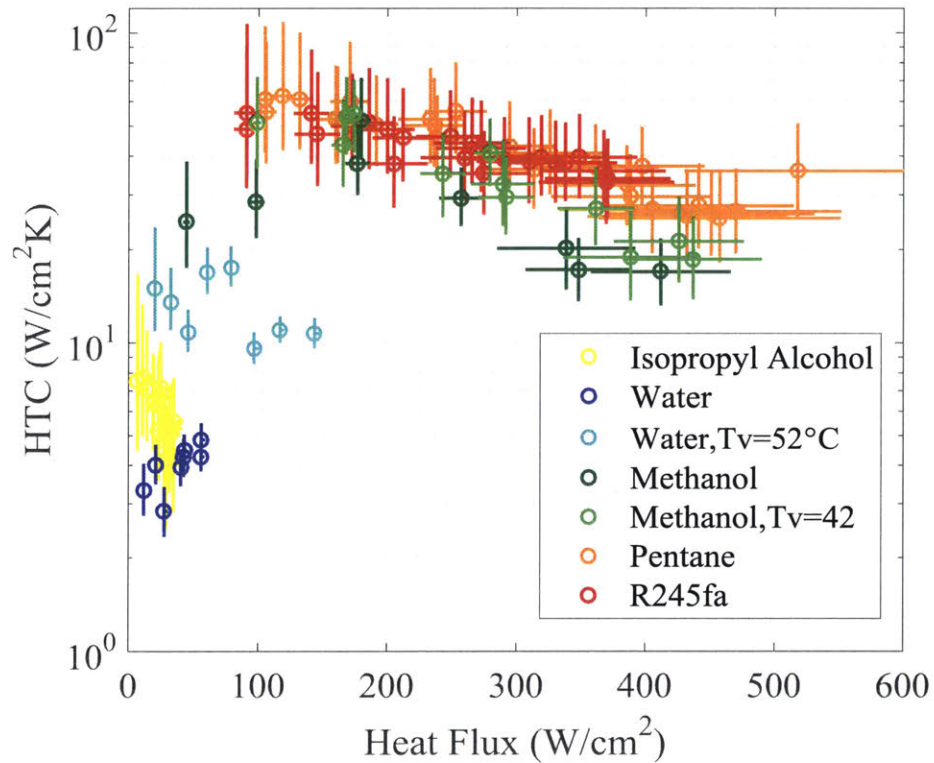 10²
10¹
10⁰
HTC (W/cm²K)
Isopropyl Alcohol
Water
Water,Tv=52°C
Methanol
Methanol,Tv=42
Pentane
R245fa
0 100 200 300 400 500 600
Heat Flux (W/cm²)